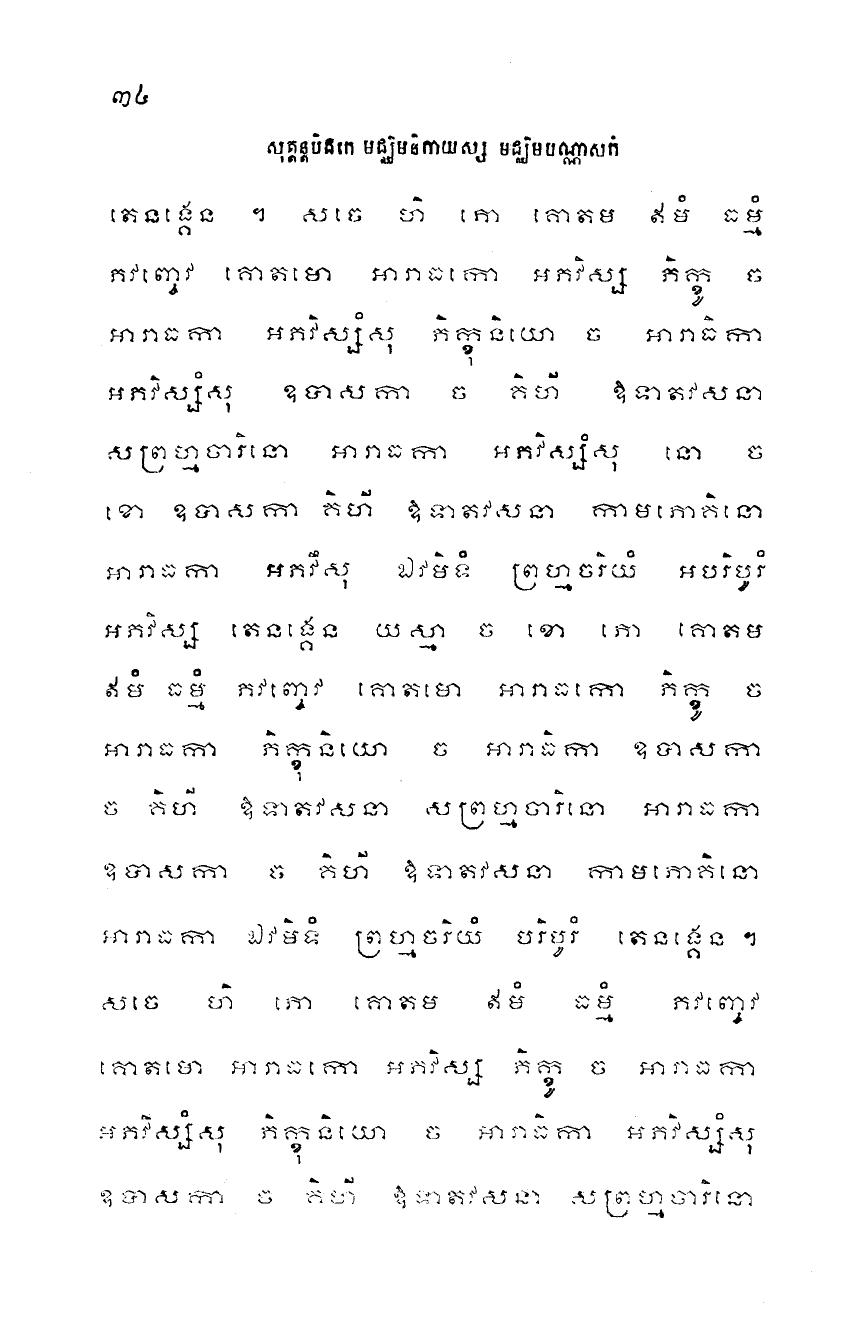 ៣៤
សុត្តន្តបិដកេ មជ្ឈិមនិកាយស្ស មជ្ឈិមបណ្ណាសកំ
តេនង្គេន ។ សចេ ហិ ភោ គោតម ឥមំ ធម្មំ
ភវញ្ចេវ គោតមោ អារាធកោ អភវិស្ស ភិក្ខូ ច
អារាធកា អភវិស្សំសុ ភិក្ខុនិយោ ច អារាធិកា
អភវិស្សំសុ ឧបាសកា ច គិហី ឱទាតវសនា
សព្រហ្មចារិនោ អារាធកា អភវិស្សំសុ នោ ច
ខោ ឧបាសកា គិហី ឱទាតវសនា កាមភោគិនោ
អារាធកា អភវឹសុ ឯវមិទំ ព្រហ្មចរិយំ អបរិបូរំ
អភវិស្ស តេនង្គេន យស្មា ច ខោ ភោ គោតម
ឥមំ ធម្មំ ភវញ្ចេវ គោតមោ អារាធកោ ភិក្ខូ ច
អារាធកា ភិក្ខុនិយោ ច អារាធិកា ឧបាសកា
ច គិហី ឱទាតវសនា សព្រហ្មចារិនោ អារាធកា
ឧបាសកា ច គិហី ឱទាតវសនា កាមភោគិនោ
អារាធកា ឯវមិទំ ព្រហ្មចរិយំ បរិបូរំ តេនង្គេន ។
សចេ ហិ ភោ គោតម ឥមំ ធម្មំ ភវញ្ចេវ
គោតមោ អារាធកោ អភវិស្ស ភិក្ខូ ច អារាធកា
អភវិស្សំសុ ភិក្ខុនិយោ ច អារាធិកា អភវិស្សំសុ
ឧបាសកា ច គិហី ឱទាតវសនា សព្រហ្មចារិនោ